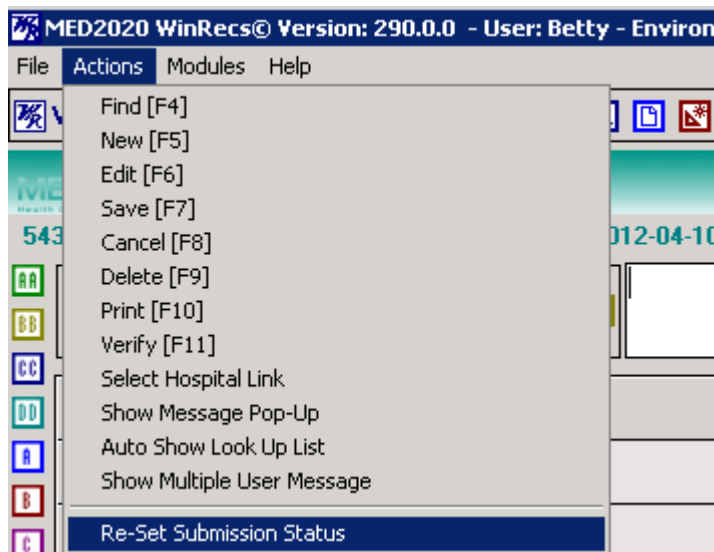 MED2020 WinRecs© Version: 290.0.0 - User: Betty - Environ
File Actions Modules Help
Find [F4]
New [F5]
Edit [F6]
Save [F7]
543
Cancel [F8]
012-04-10
AA
Delete [F9]
BB
Print [F10]
Verify [F11]
CC
Select Hospital Link
DD
Show Message Pop-Up
A
Auto Show Look Up List
B
Show Multiple User Message
C
Re-Set Submission Status